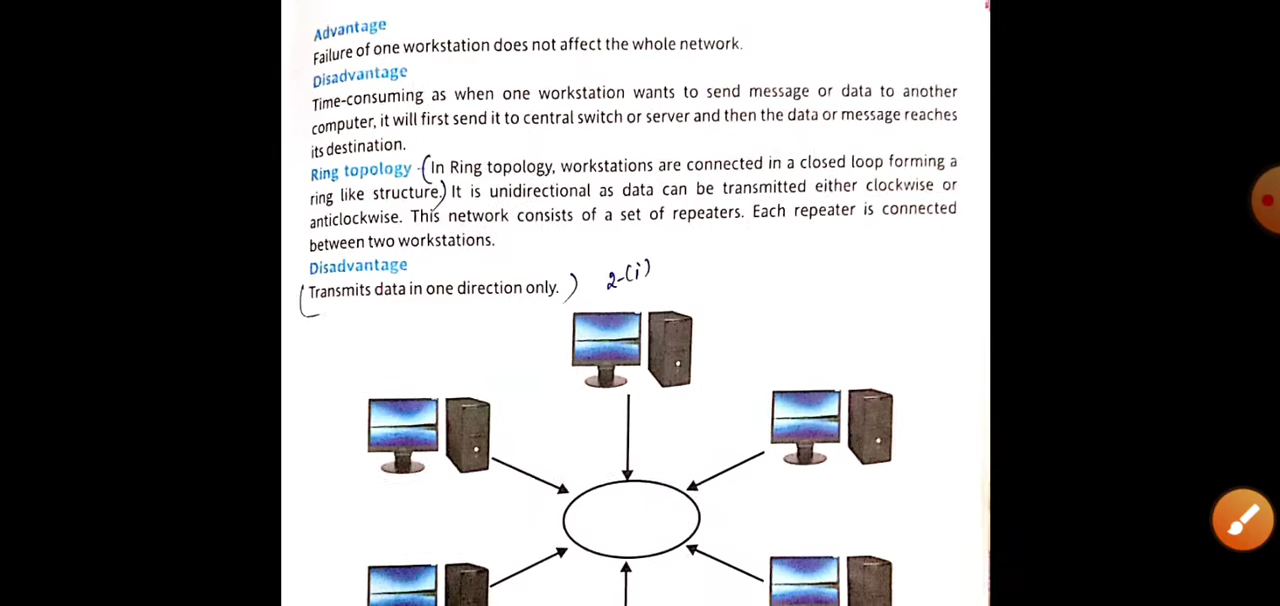 Advantage
Failure of one workstation does not affect the whole network.
Disadvantage
Time-consuming as when one workstation wants to send message or data to another
computer, it will first send it to central switch or server and then the data or message reaches
its destination.
Ring topology - (In Ring topology, workstations are connected in a closed loop forming a
ring like structure.) It is unidirectional as data can be transmitted either clockwise or
anticlockwise. This network consists of a set of repeaters. Each repeater is connected
between two workstations.
Disadvantage
(Transmits data in one direction only.) 2-(i)